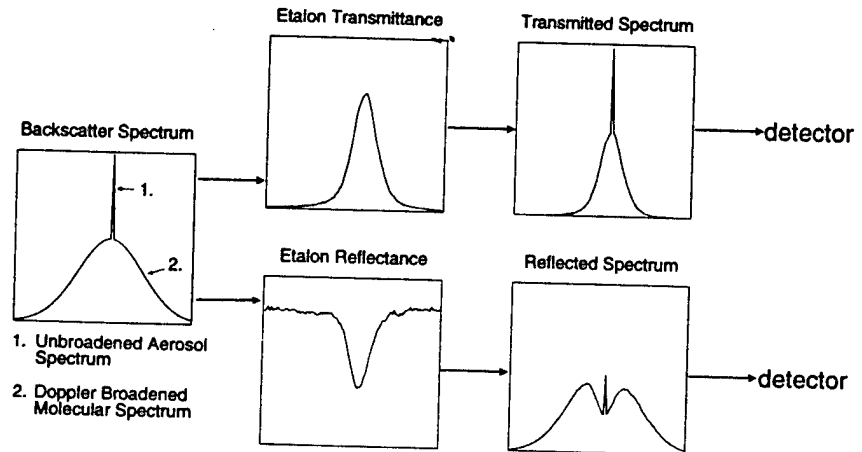 Etalon Transmittance
Transmitted Spectrum
detector
Backscatter Spectrum
1.
2.
Etalon Reflectance
Reflected Spectrum
detector
1. Unbroadened Aerosol
Spectrum
2. Doppler Broadened
Molecular Spectrum